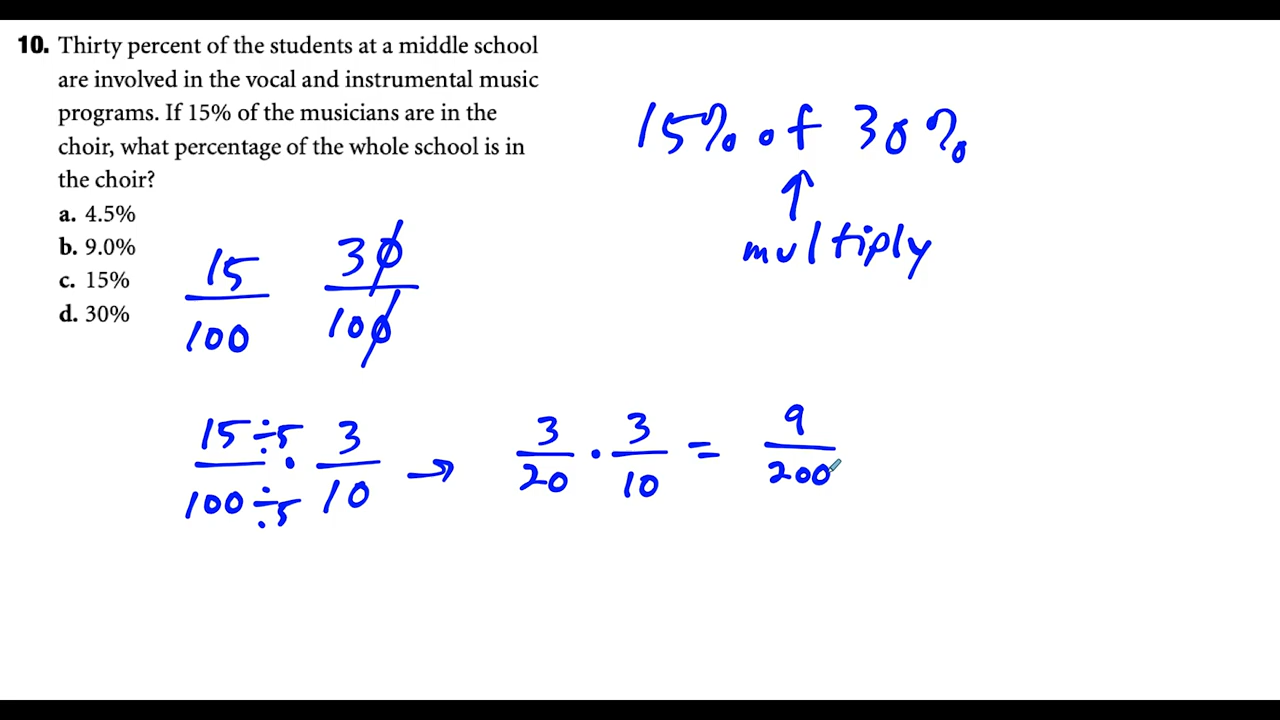 10. Thirty percent of the students at a middle school
are involved in the vocal and instrumental music
programs. If 15% of the musicians are in the
choir, what percentage of the whole school is in
the choir?
a. 4.5%
b. 9.0%
c. 15%
d. 30%
15% of 30%
↑
multiply
15/100 30/100
15÷5/100÷5 · 3/10 → 3/20 · 3/10 = 9/200